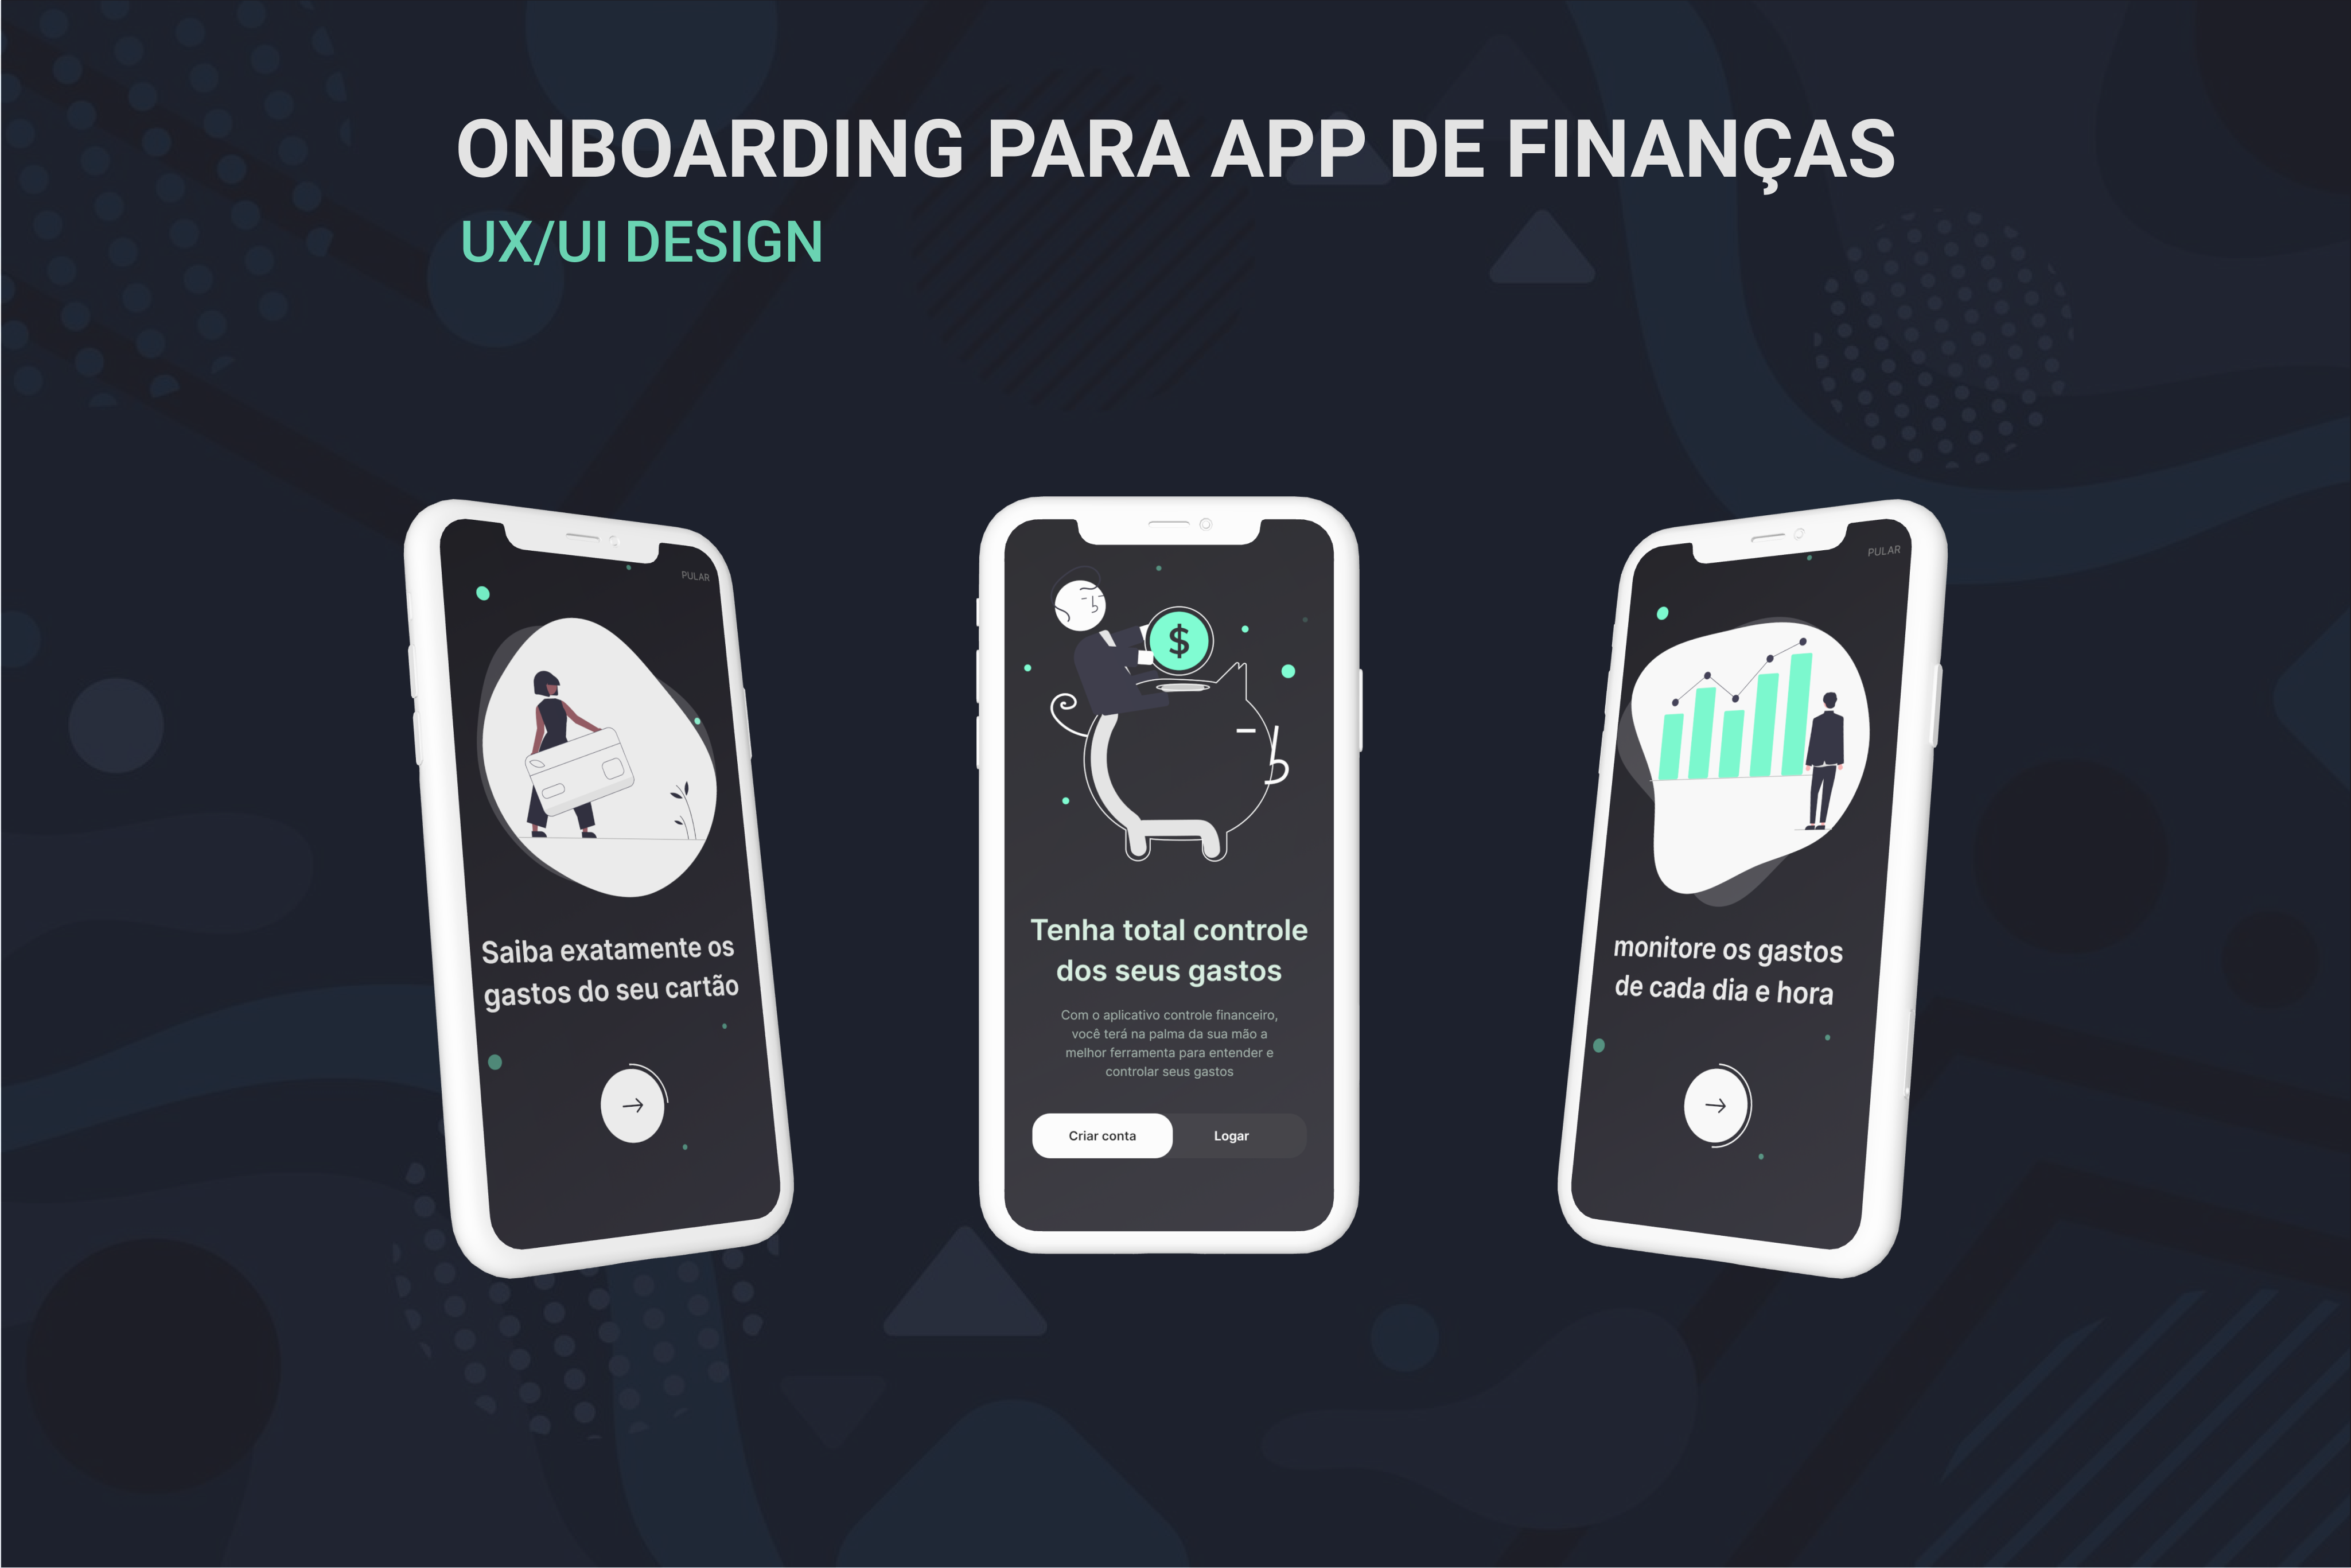 ONBOARDING PARA APP DE FINANÇAS
UX/UI DESIGN
PULAR
Saiba exatamente os
gastos do seu cartão
$
Tenha total controle
dos seus gastos
Com o aplicativo controle financeiro,
você terá na palma da sua mão a
melhor ferramenta para entender e
controlar seus gastos
Criar conta
Logar
PULAR
monitore os gastos
de cada dia e hora